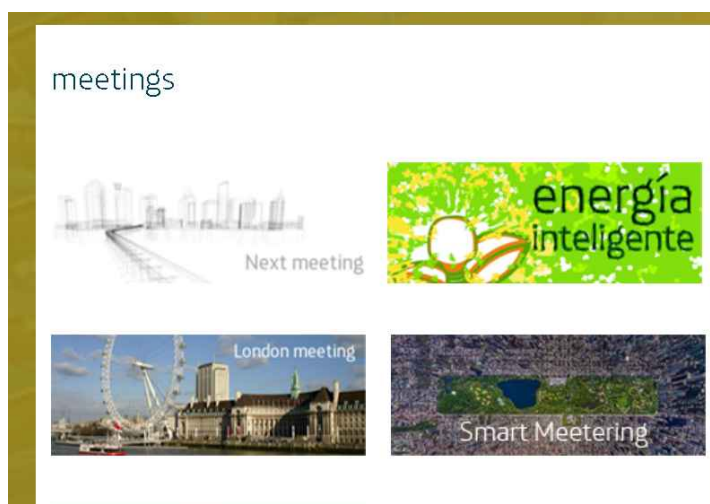 meetings
Next meeting
energía
inteligente
London meeting
Smart Meetering